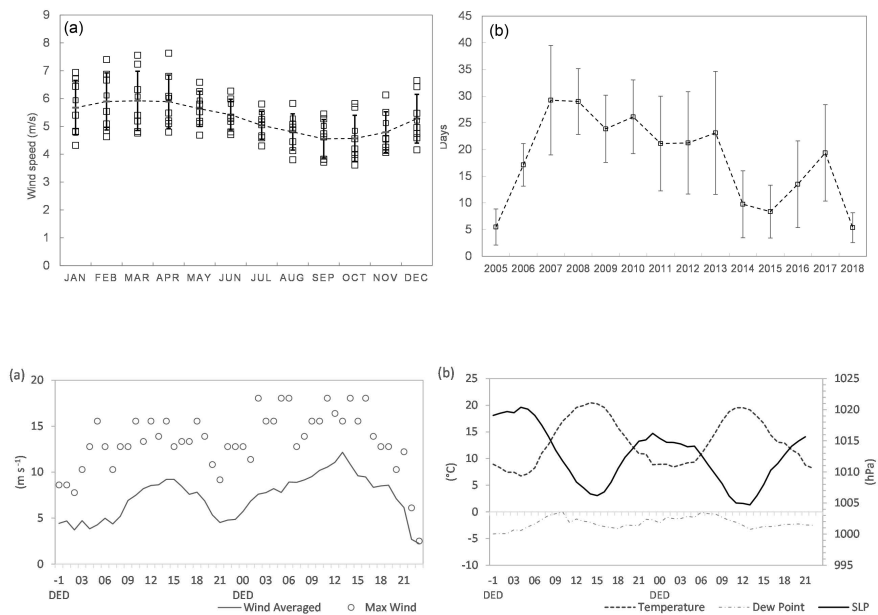 (a)
9
8
7
6
5
4
3
2
1
0
Wind speed (m/s)
JAN FEB MAR APR MAY JUN JUL AUG SEP OCT NOV DEC
(b)
45
40
35
30
25
20
15
10
5
0
Days
2005 2006 2007 2008 2009 2010 2011 2012 2013 2014 2015 2016 2017 2018
(a)
20
15
10
5
0
(m s⁻¹)
-1 03 06 09 12 15 18 21 00 03 06 09 12 15 18 21
DED DED
Wind Averaged Max Wind
(b)
25
20
15
10
5
0
-5
-10
(°C)
1025
1020
1015
1010
1005
1000
995
(hPa)
-1 03 06 09 12 15 18 21 00 03 06 09 12 15 18 21
DED DED
Temperature Dew Point SLP